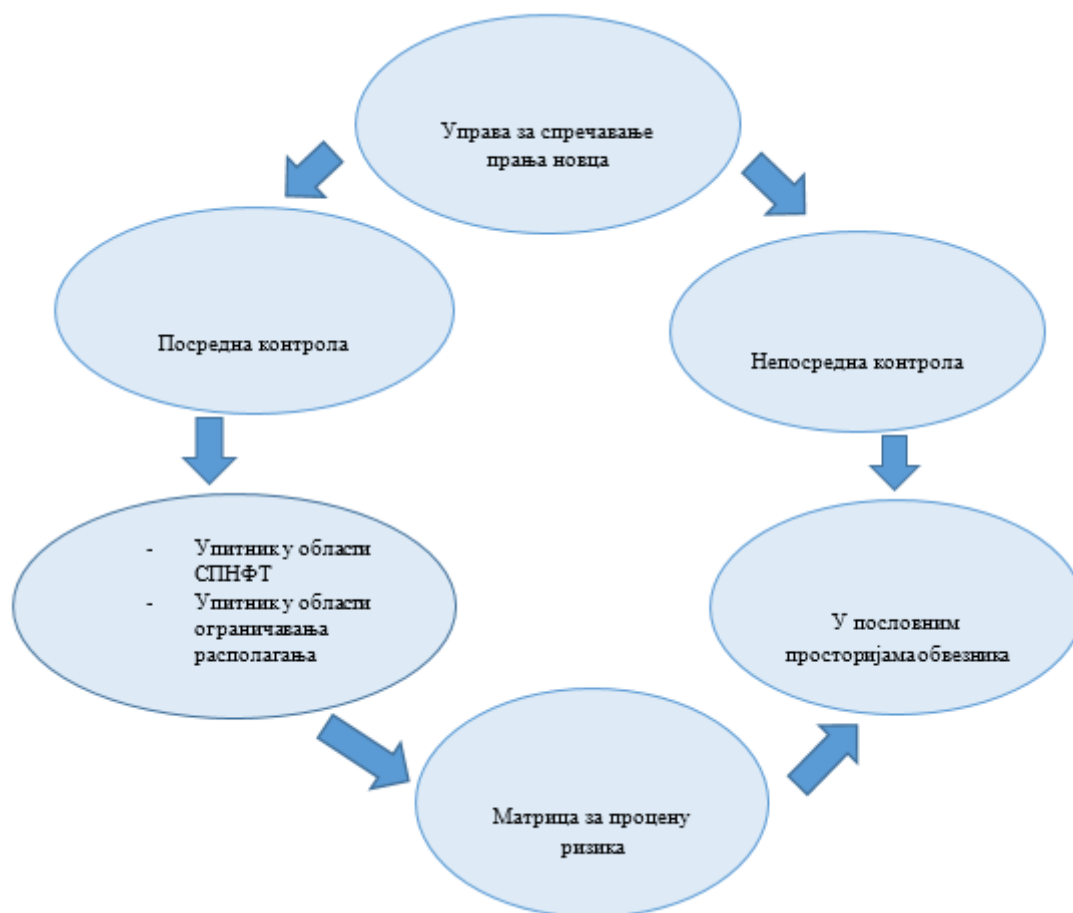 Управа за спречавање
прања новца
Посредна контрола
Непосредна контрола
- Упитник у области
СПНФТ
- Упитник у области
ограничавања
располагања
У пословним
просторијама обвезника
Матрица за процену
ризика